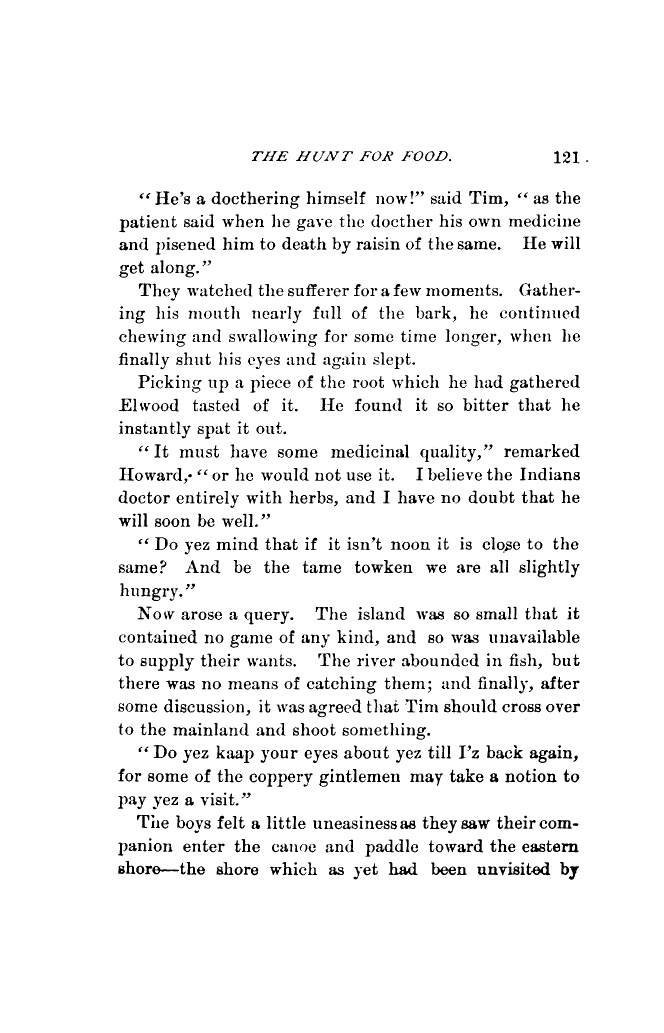 THE HUNT FOR FOOD. 121.
“He’s a docthering himself now!” said Tim, “as the
patient said when he gave the docther his own medicine
and pisened him to death by raisin of the same. He will
get along.”
They watched the sufferer for a few moments. Gather-
ing his mouth nearly full of the bark, he continued
chewing and swallowing for some time longer, when he
finally shut his eyes and again slept.
Picking up a piece of the root which he had gathered
Elwood tasted of it. He found it so bitter that he
instantly spat it out.
“It must have some medicinal quality,” remarked
Howard, “or he would not use it. I believe the Indians
doctor entirely with herbs, and I have no doubt that he
will soon be well.”
“Do yez mind that if it isn’t noon it is close to the
same? And be the tame towken we are all slightly
hungry.”
Now arose a query. The island was so small that it
contained no game of any kind, and so was unavailable
to supply their wants. The river abounded in fish, but
there was no means of catching them; and finally, after
some discussion, it was agreed that Tim should cross over
to the mainland and shoot something.
“Do yez kaap your eyes about yez till I’z back again,
for some of the coppery gintlemen may take a notion to
pay yez a visit.”
The boys felt a little uneasiness as they saw their com-
panion enter the canoe and paddle toward the eastern
shore—the shore which as yet had been unvisited by